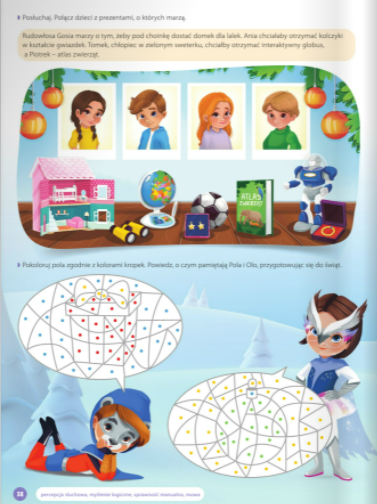 Posłuchaj. Połącz dzieci z prezentami, o których marzą.
Rudowłosa Gosia marzy o tym, żeby pod choinkę dostać domek dla lalek. Ania chciałaby otrzymać kolczyki
w kształcie gwiazdek. Tomek, chłopiec w zielonym sweterku, chciałby otrzymać interaktywny globus,
a Piotrek – atlas zwierząt.
ATLAS
ZWIERZĄT
Pokoloruj pola zgodnie z kolorami kropek. Powiedz, o czym pamiętają Pola i Olo, przygotowując się do świąt.
38 percepcja słuchowa, myślenie logiczne, sprawność manualna, mowa